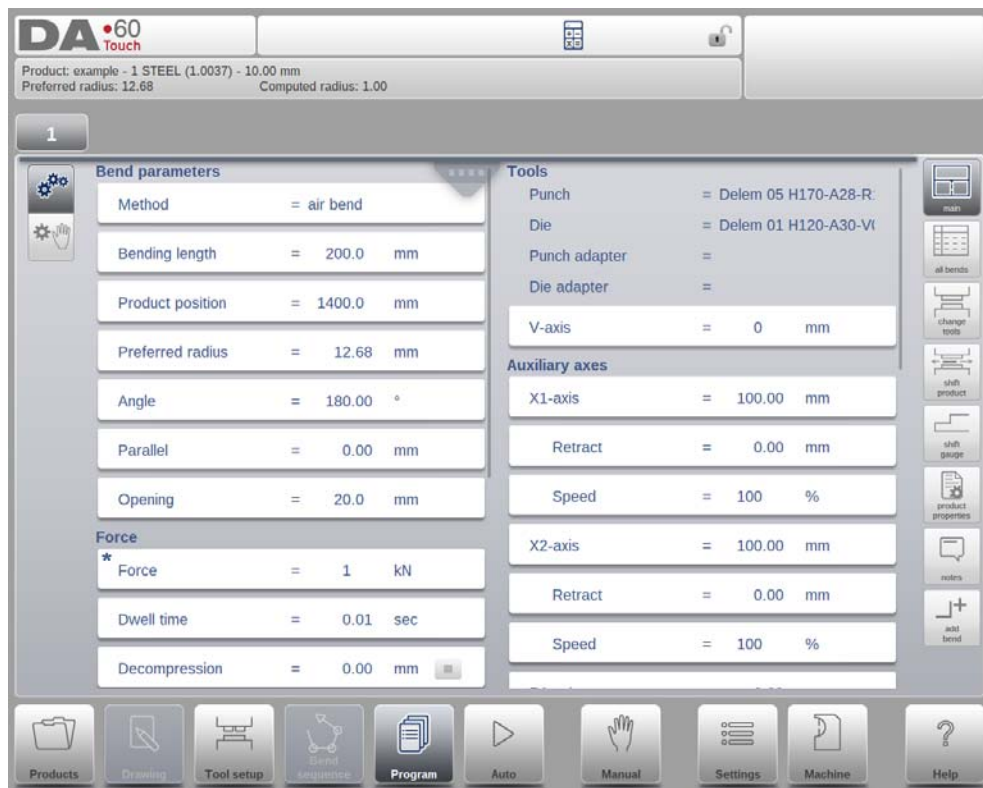 DA•60
Touch
Product: example - 1 STEEL (1.0037) - 10.00 mm
Preferred radius: 12.68 Computed radius: 1.00
1
Bend parameters
Method = air bend
Bending length = 200.0 mm
Product position = 1400.0 mm
Preferred radius = 12.68 mm
Angle = 180.00 °
Parallel = 0.00 mm
Opening = 20.0 mm
Force
* Force = 1 kN
Dwell time = 0.01 sec
Decompression = 0.00 mm
Tools
Punch = Delem 05 H170-A28-R
Die = Delem 01 H120-A30-V(
Punch adapter =
Die adapter =
V-axis = 0 mm
Auxiliary axes
X1-axis = 100.00 mm
Retract = 0.00 mm
Speed = 100 %
X2-axis = 100.00 mm
Retract = 0.00 mm
Speed = 100 %
main
all bends
change
tools
shift
product
shift
gauge
product
properties
notes
add
bend
Products
Drawing
Tool setup
Bend
sequence
Program
Auto
Manual
Settings
Machine
Help